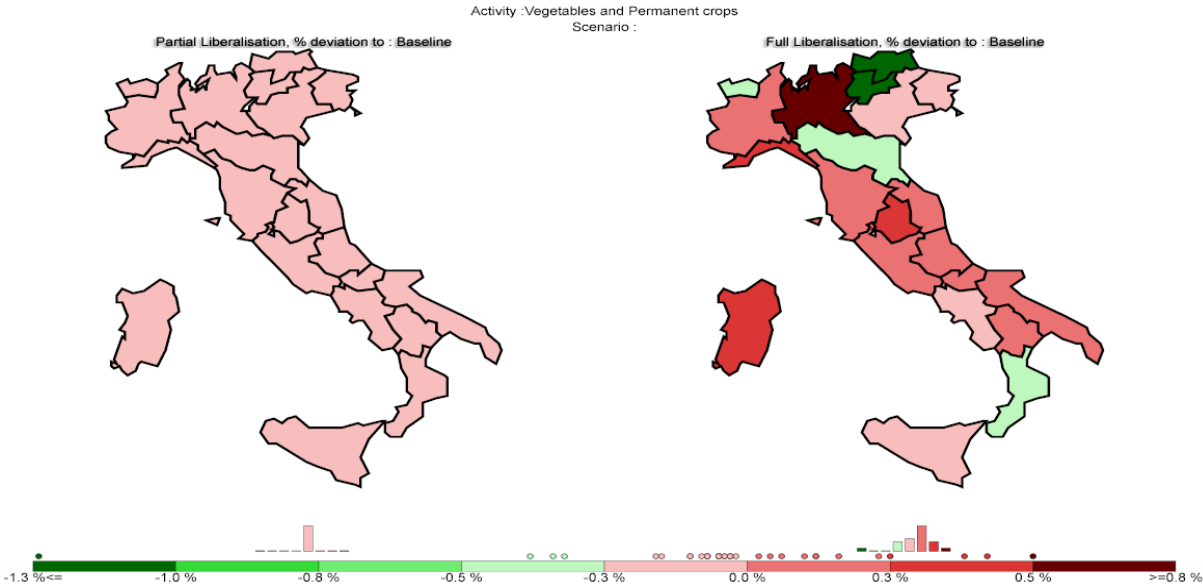 Activity :Vegetables and Permanent crops
Scenario :
Partial Liberalisation, % deviation to : Baseline
Full Liberalisation, % deviation to : Baseline
-1.3 %<= -1.0 % -0.8 % -0.5 % -0.3 % 0.0 % 0.3 % 0.5 % >=0.8 %